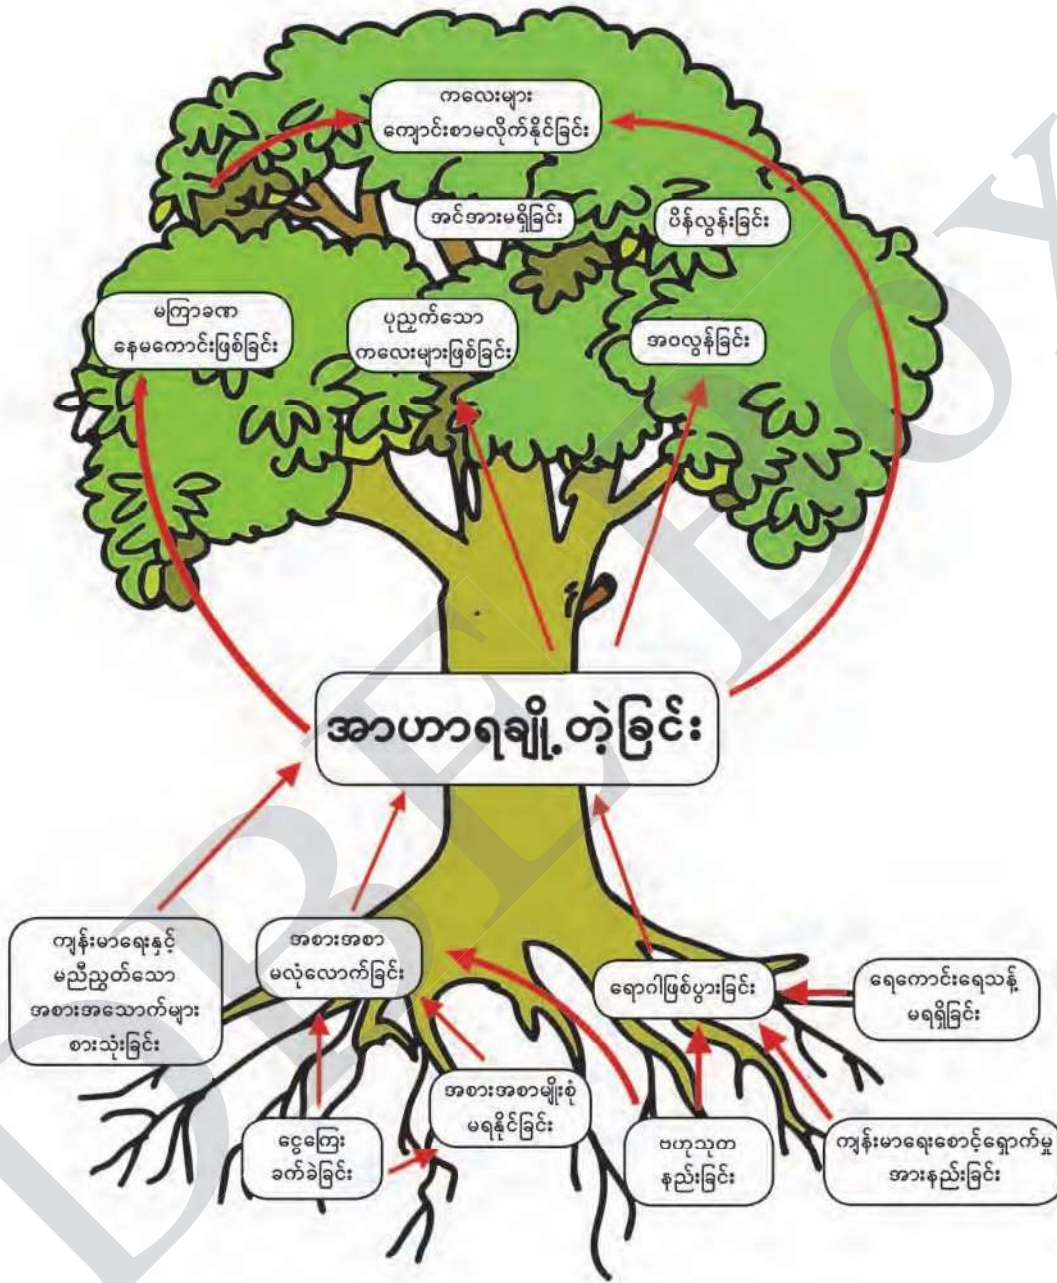 ကလေးများ
ကျောင်းစာမလိုက်နိုင်ခြင်း
အင်အားမရှိခြင်း
ပိန်လွန်းခြင်း
မကြာခဏ
နေမကောင်းဖြစ်ခြင်း
ပုညှက်သော
ကလေးများဖြစ်ခြင်း
အဝလွန်ခြင်း
အာဟာရချို့တဲ့ခြင်း
ကျန်းမာရေးနှင့်
မညီညွတ်သော
အစားအသောက်များ
စားသုံးခြင်း
အစားအစာ
မလုံလောက်ခြင်း
ရောဂါဖြစ်ပွားခြင်း
ရေကောင်းရေသန့်
မရရှိခြင်း
ငွေကြေး
ခက်ခဲခြင်း
အစားအစာမျိုးစုံ
မရနိုင်ခြင်း
ဗဟုသုတ
နည်းခြင်း
ကျန်းမာရေးစောင့်ရှောက်မှု
အားနည်းခြင်း